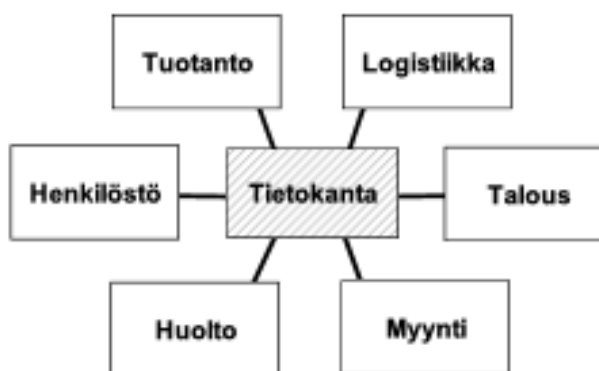 Tuotanto
Logistiikka
Henkilöstö
Tietokanta
Talous
Huolto
Myynti